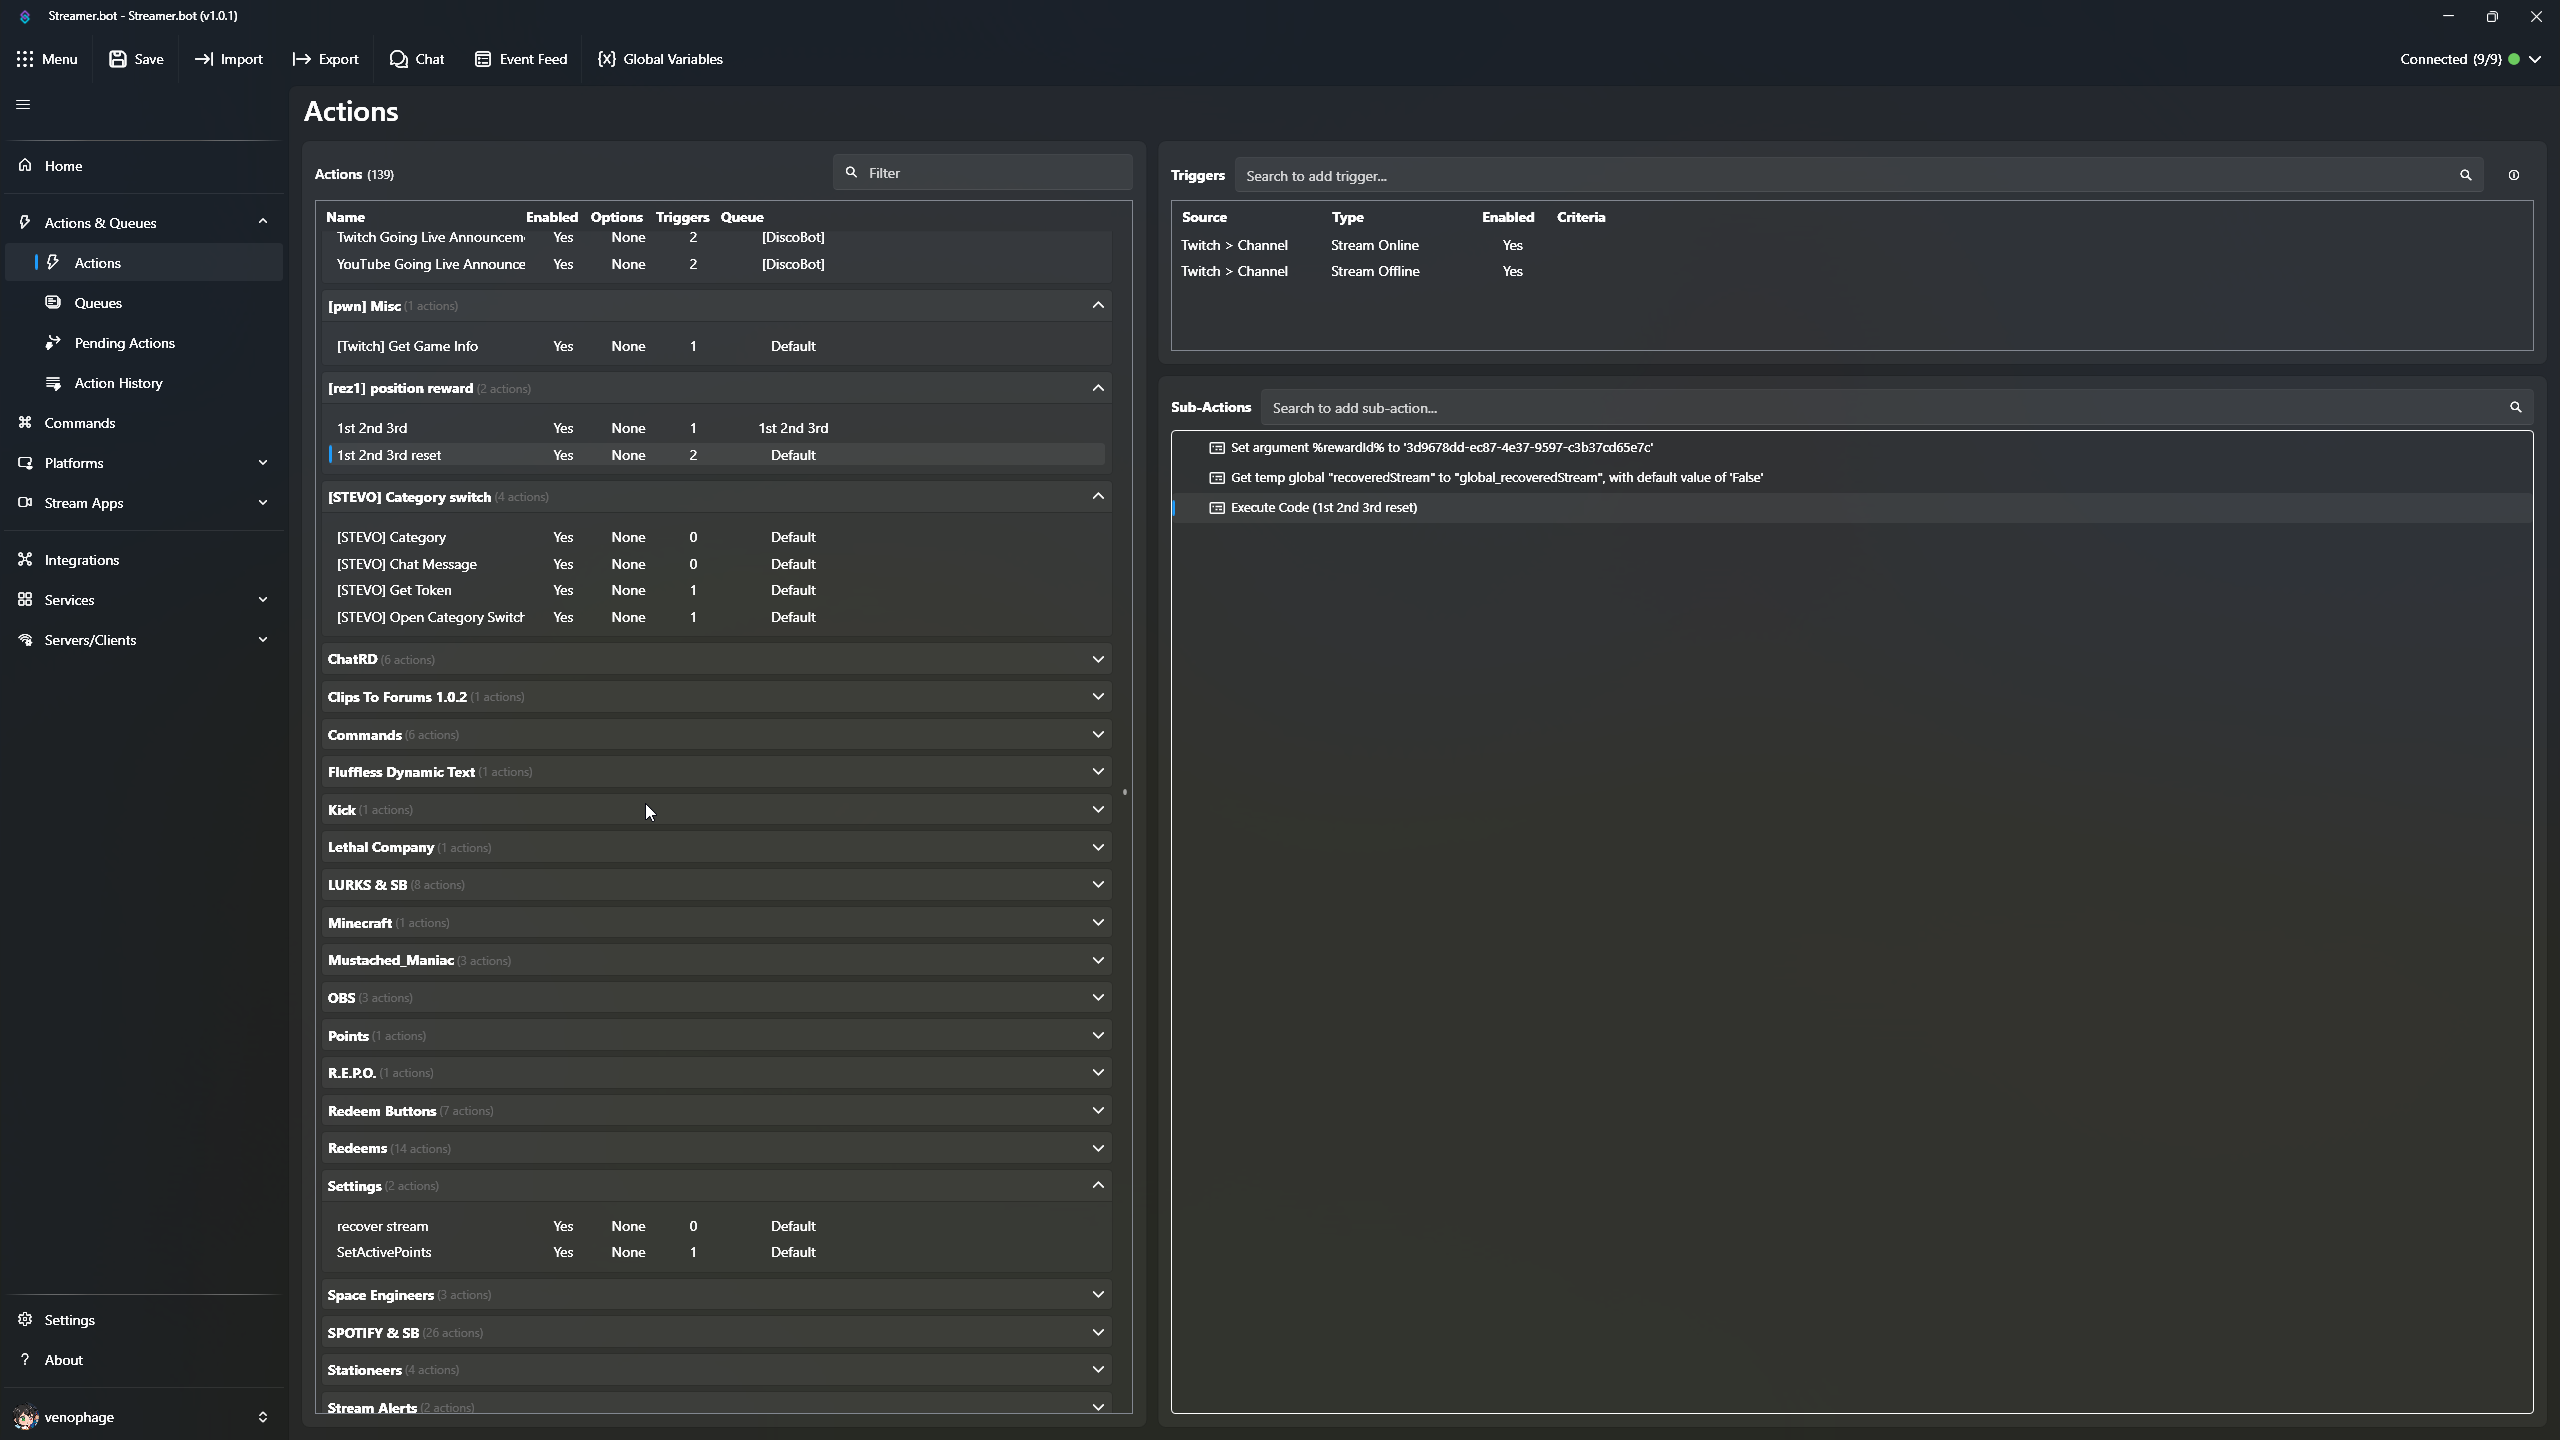 Streamer.bot - Streamer.bot (v1.0.1)
Menu
Save
Import
Export
Chat
Event Feed
Global Variables
Connected (9/9)
Home
Actions & Queues
Actions
Queues
Pending Actions
Action History
Commands
Platforms
Stream Apps
Integrations
Services
Servers/Clients
Settings
? About
venophage
Actions
Actions (139)
Filter
Name Enabled Options Triggers Queue
Twitch Going Live Announcem Yes None 2 [DiscoBot]
YouTube Going Live Announce Yes None 2 [DiscoBot]
[pwn] Misc (1 actions)
[Twitch] Get Game Info Yes None 1 Default
[rez1] position reward (2 actions)
1st 2nd 3rd Yes None 1 1st 2nd 3rd
1st 2nd 3rd reset Yes None 2 Default
[STEVO] Category switch (4 actions)
[STEVO] Category Yes None 0 Default
[STEVO] Chat Message Yes None 0 Default
[STEVO] Get Token Yes None 1 Default
[STEVO] Open Category Switch Yes None 1 Default
ChatRD (6 actions)
Clips To Forums 1.0.2 (1 actions)
Commands (6 actions)
Fluffless Dynamic Text (1 actions)
Kick (1 actions)
Lethal Company (1 actions)
LURKS & SB (8 actions)
Minecraft (1 actions)
Mustached_Maniac (3 actions)
OBS (3 actions)
Points (1 actions)
R.E.P.O. (1 actions)
Redeem Buttons (7 actions)
Redeems (14 actions)
Settings (2 actions)
recover stream Yes None 0 Default
SetActivePoints Yes None 1 Default
Space Engineers (3 actions)
SPOTIFY & SB (26 actions)
Stationeers (4 actions)
Stream Alerts (2 actions)
Triggers
Search to add trigger...
Source Type Enabled Criteria
Twitch > Channel Stream Online Yes
Twitch > Channel Stream Offline Yes
Sub-Actions
Search to add sub-action...
Set argument %rewardId% to '3d9678dd-ec87-4e37-9597-c3b37cd65e7c'
Get temp global "recoveredStream" to "global_recoveredStream", with default value of 'False'
Execute Code (1st 2nd 3rd reset)